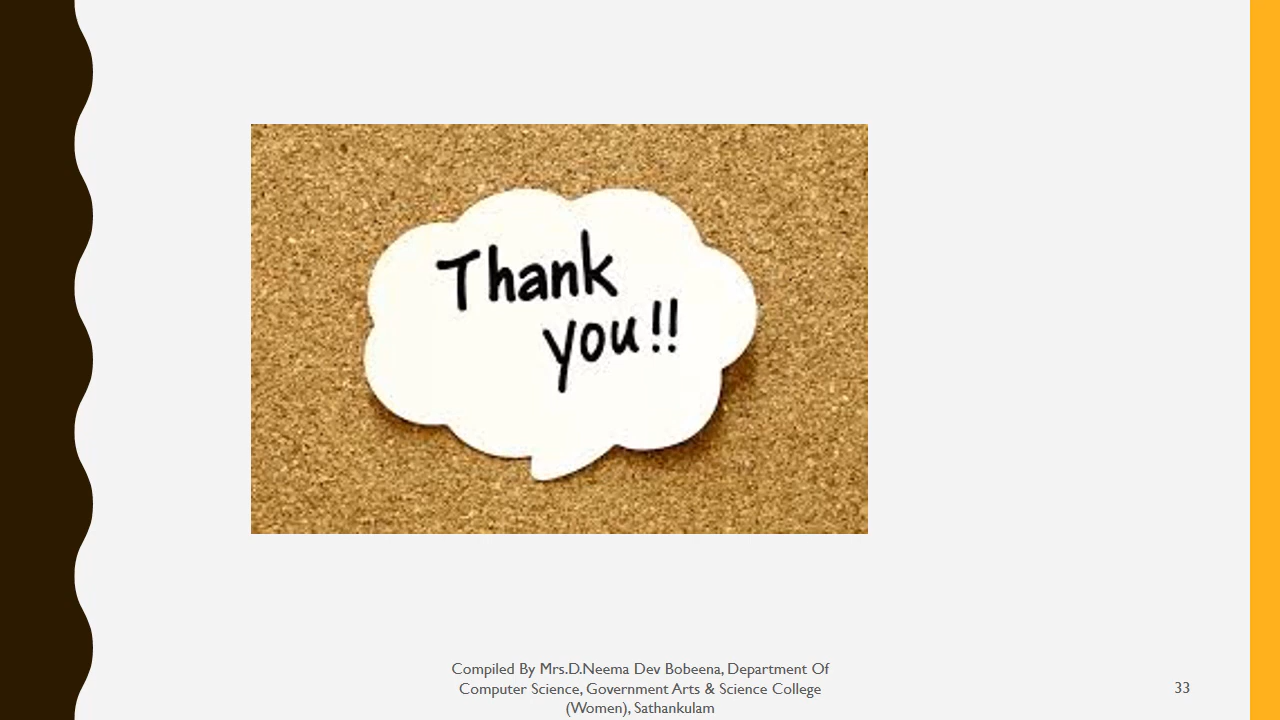 Thank
you!!
Compiled By Mrs.D.Neema Dev Bobeena, Department Of
Computer Science, Government Arts & Science College
(Women), Sathankulam
33